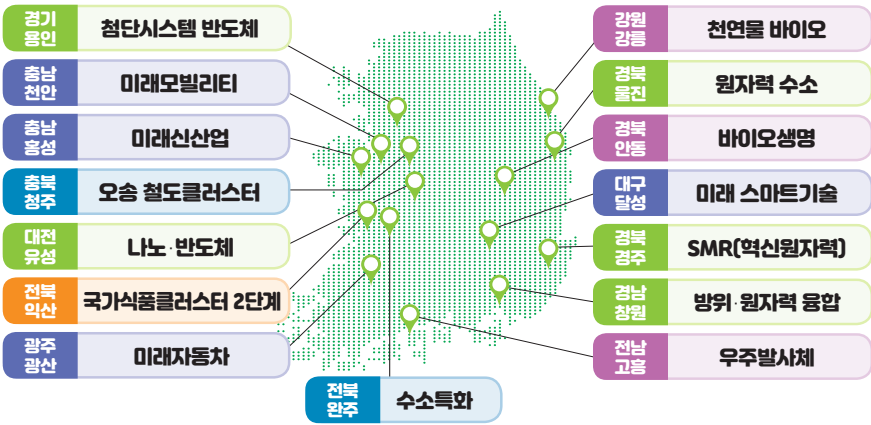 경기
용인
첨단시스템 반도체
충남
천안
미래모빌리티
충남
홍성
미래신산업
충북
청주
오송 철도클러스터
대전
유성
나노·반도체
전북
익산
국가식품클러스터 2단계
광주
광산
미래자동차
전북
완주
수소특화
강원
강릉
천연물 바이오
경북
울진
원자력 수소
경북
안동
바이오생명
대구
달성
미래 스마트기술
경북
경주
SMR(혁신원자력)
경남
창원
방위·원자력 융합
전남
고흥
우주발사체